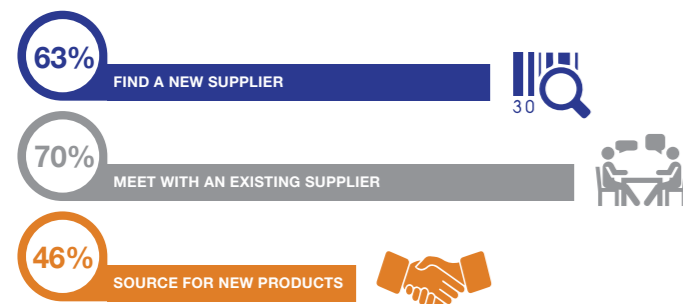 63%
FIND A NEW SUPPLIER
30
70%
MEET WITH AN EXISTING SUPPLIER
46%
SOURCE FOR NEW PRODUCTS